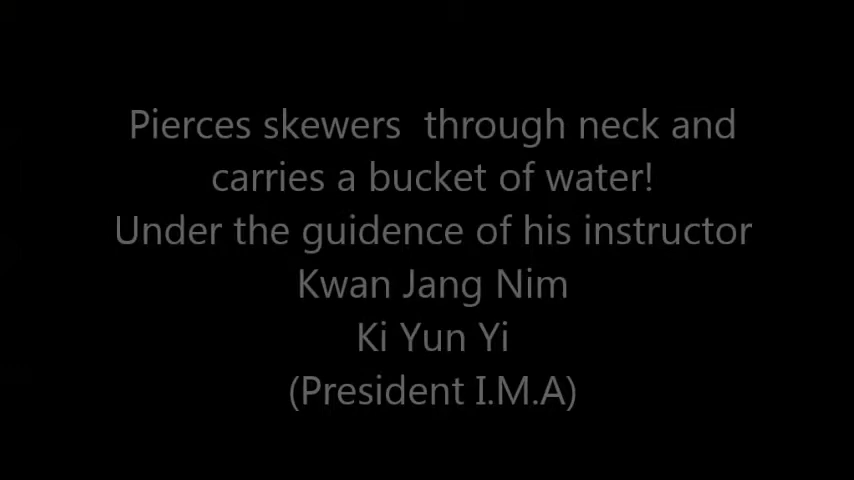 Pierces skewers  through neck and
carries a bucket of water!
Under the guidence of his instructor
Kwan Jang Nim
Ki Yun Yi
(President I.M.A)